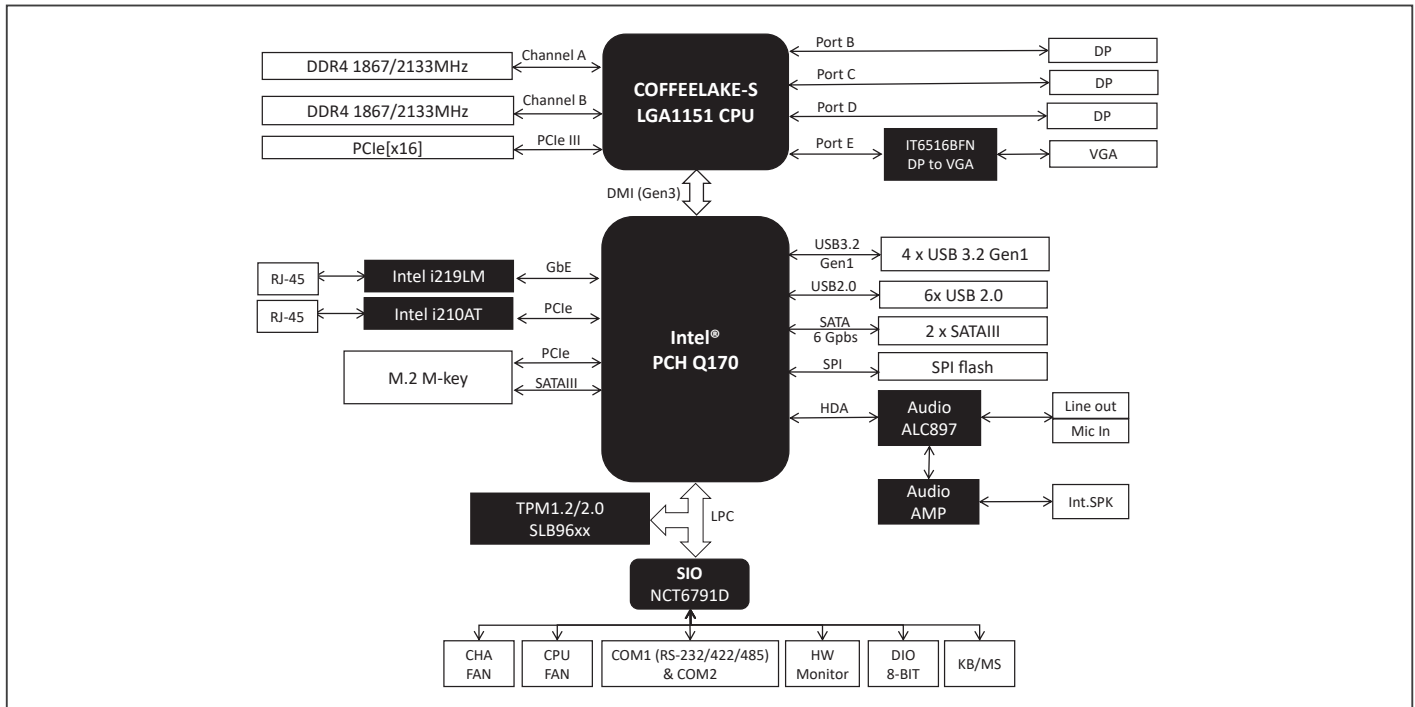 DDR4 1867/2133MHz
Channel A
DDR4 1867/2133MHz
Channel B
PCIe[x16]
PCIe III
COFFEELAKE-S
LGA1151 CPU
Port B
DP
Port C
DP
Port D
DP
Port E
IT6516BFN
DP to VGA
VGA
DMI (Gen3)
RJ-45
Intel i219LM
GbE
RJ-45
Intel i210AT
PCIe
M.2 M-key
PCIe
SATAIII
Intel®
PCH Q170
USB3.2
Gen1
4 x USB 3.2 Gen1
USB2.0
6x USB 2.0
SATA
6 Gpbs
2 x SATAIII
SPI
SPI flash
HDA
Audio
ALC897
Line out
Mic In
Audio
AMP
Int.SPK
TPM1.2/2.0
SLB96xx
LPC
SIO
NCT6791D
CHA
FAN
CPU
FAN
COM1 (RS-232/422/485)
& COM2
HW
Monitor
DIO
8-BIT
KB/MS